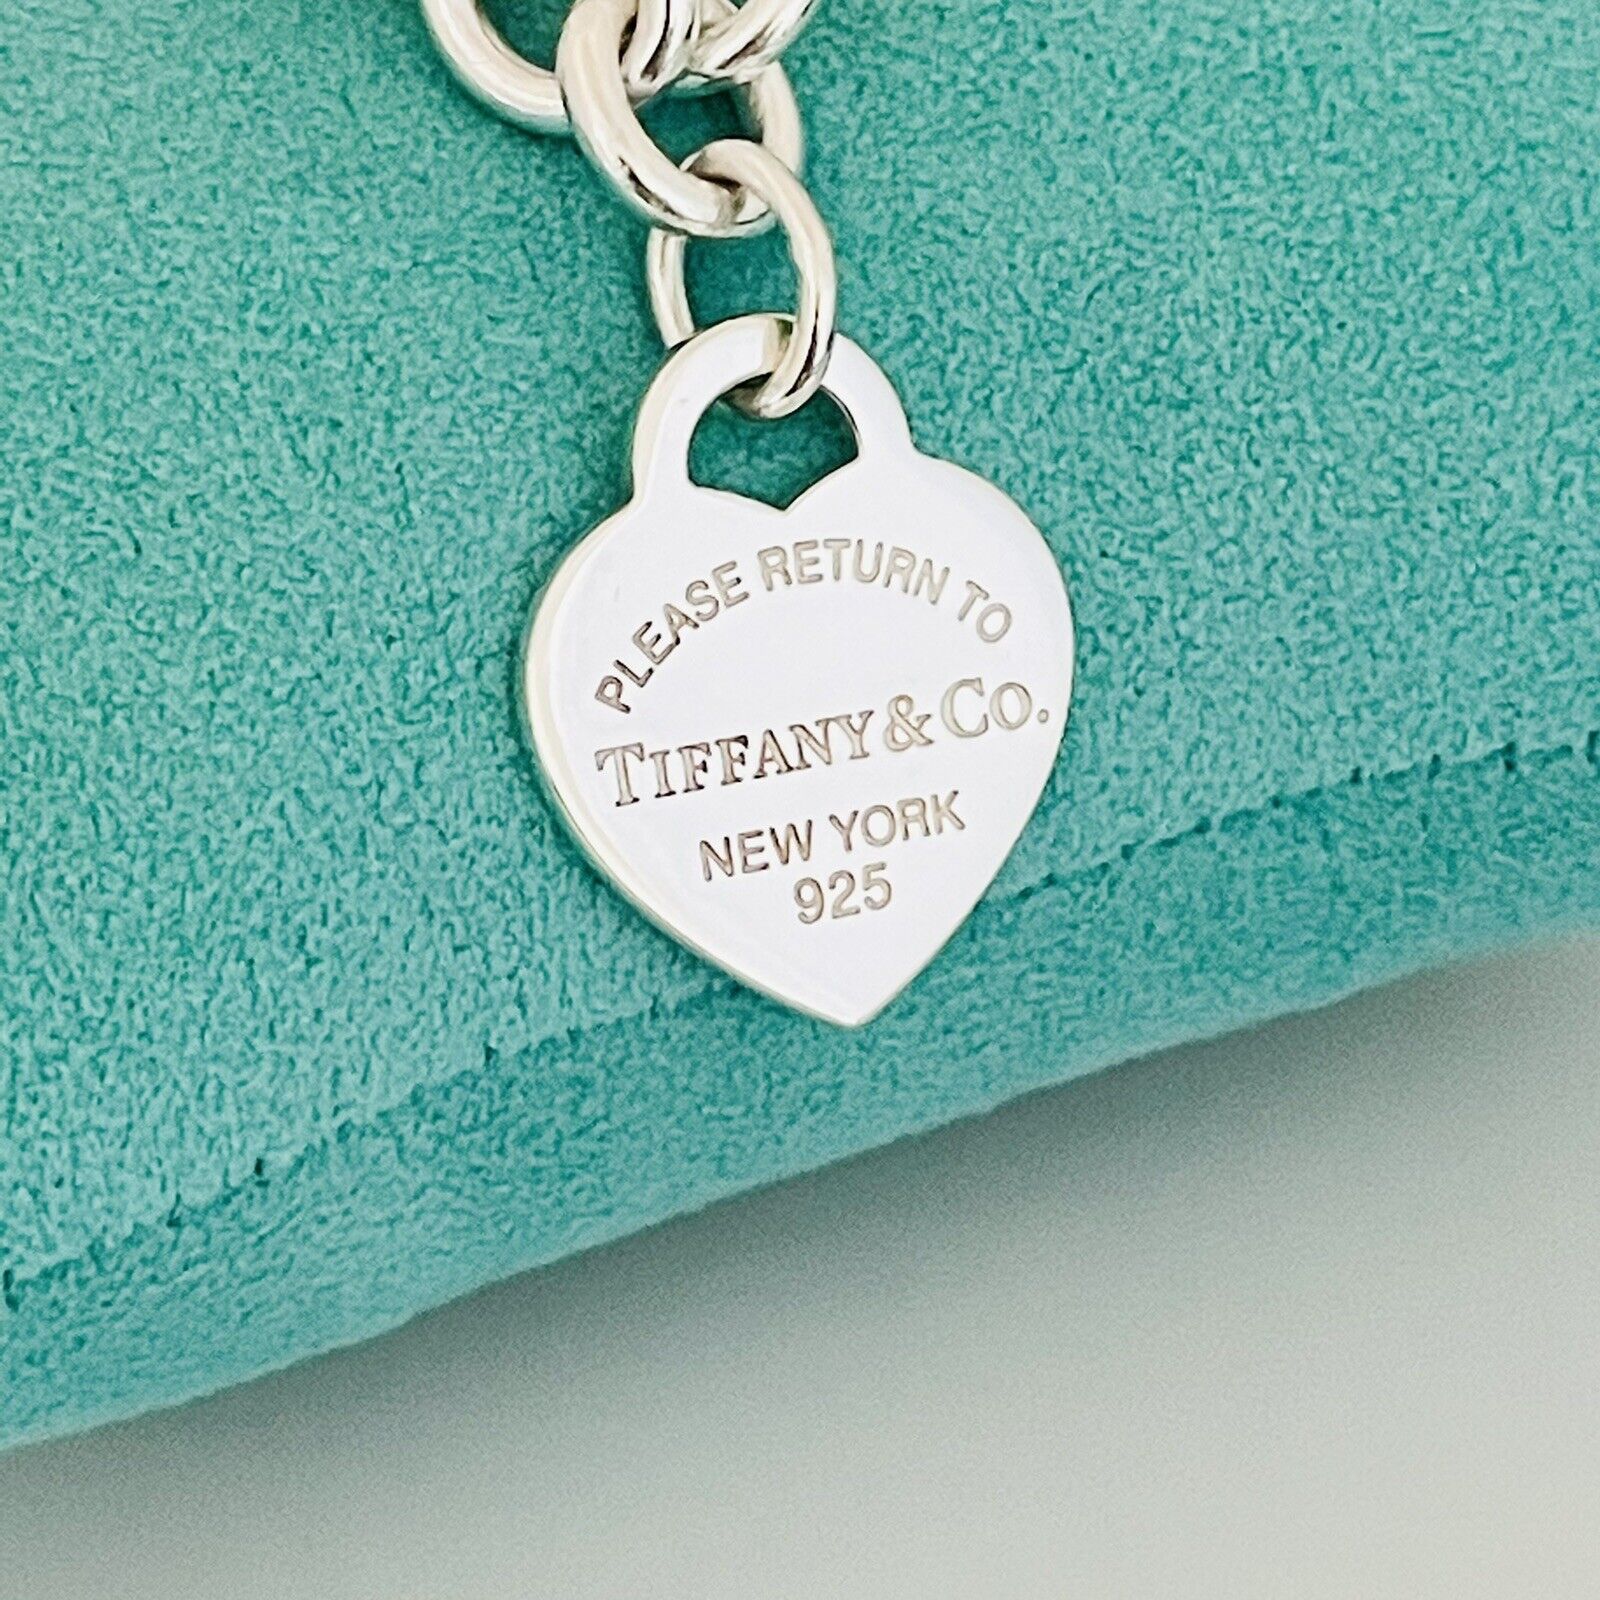 PLEASE RETURN TO
TIFFANY & CO.
NEW YORK
925